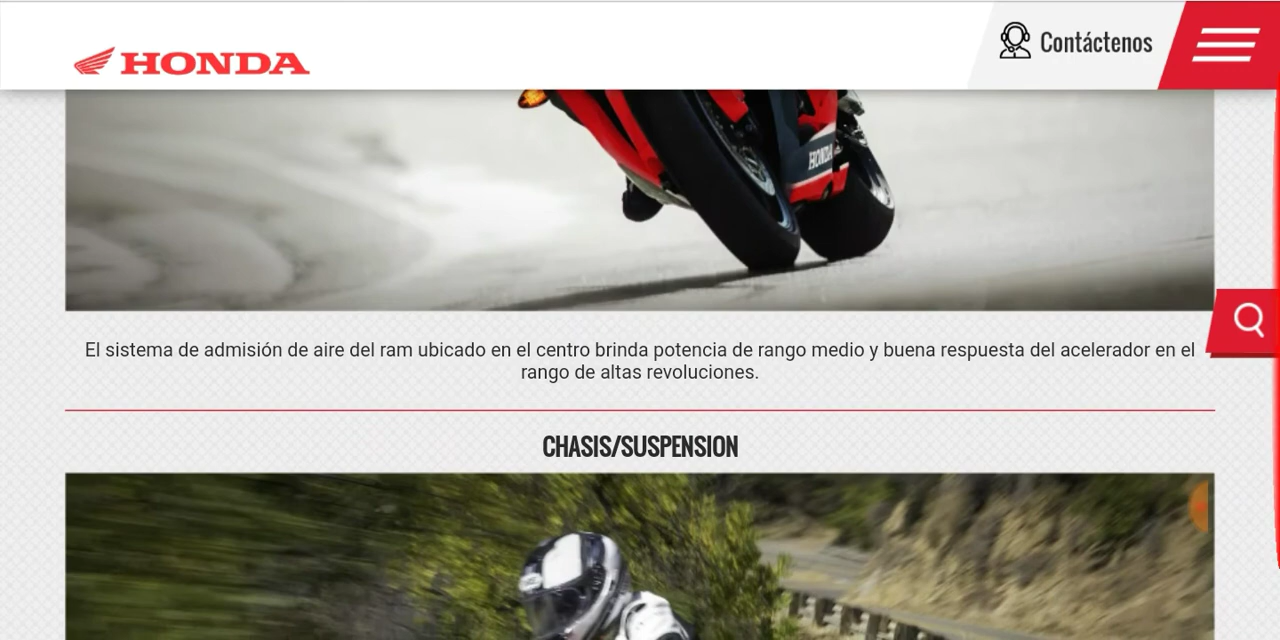 HONDA
Contáctenos
HONDA
El sistema de admisión de aire del ram ubicado en el centro brinda potencia de rango medio y buena respuesta del acelerador en el
rango de altas revoluciones.
CHASIS/SUSPENSION